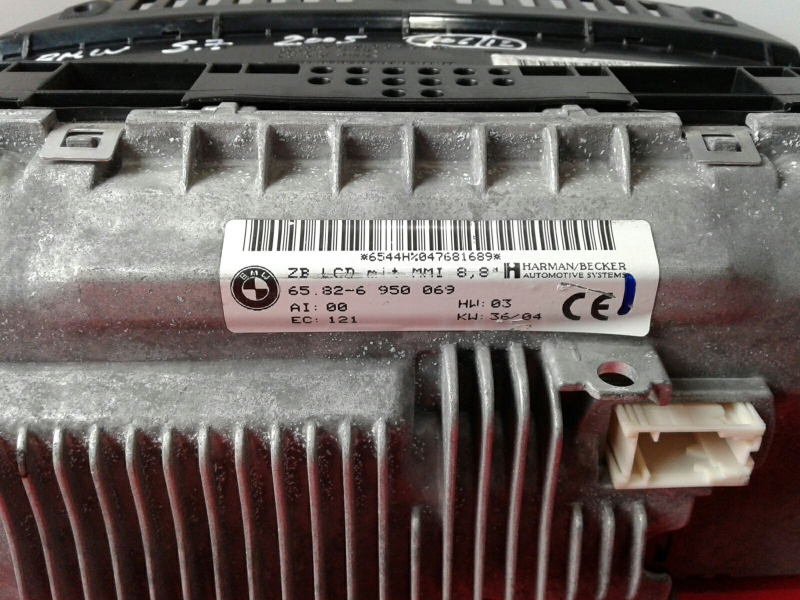 BMW S.7 2005
*6544H%047681689*
BMW ZB LCD mit MMI 8,8" HARMAN/BECKER
AUTOMOTIVE SYSTEMS
65.82-6 950 069
AI: 00 HW: 03 CE
EC: 121 KW: 36/04